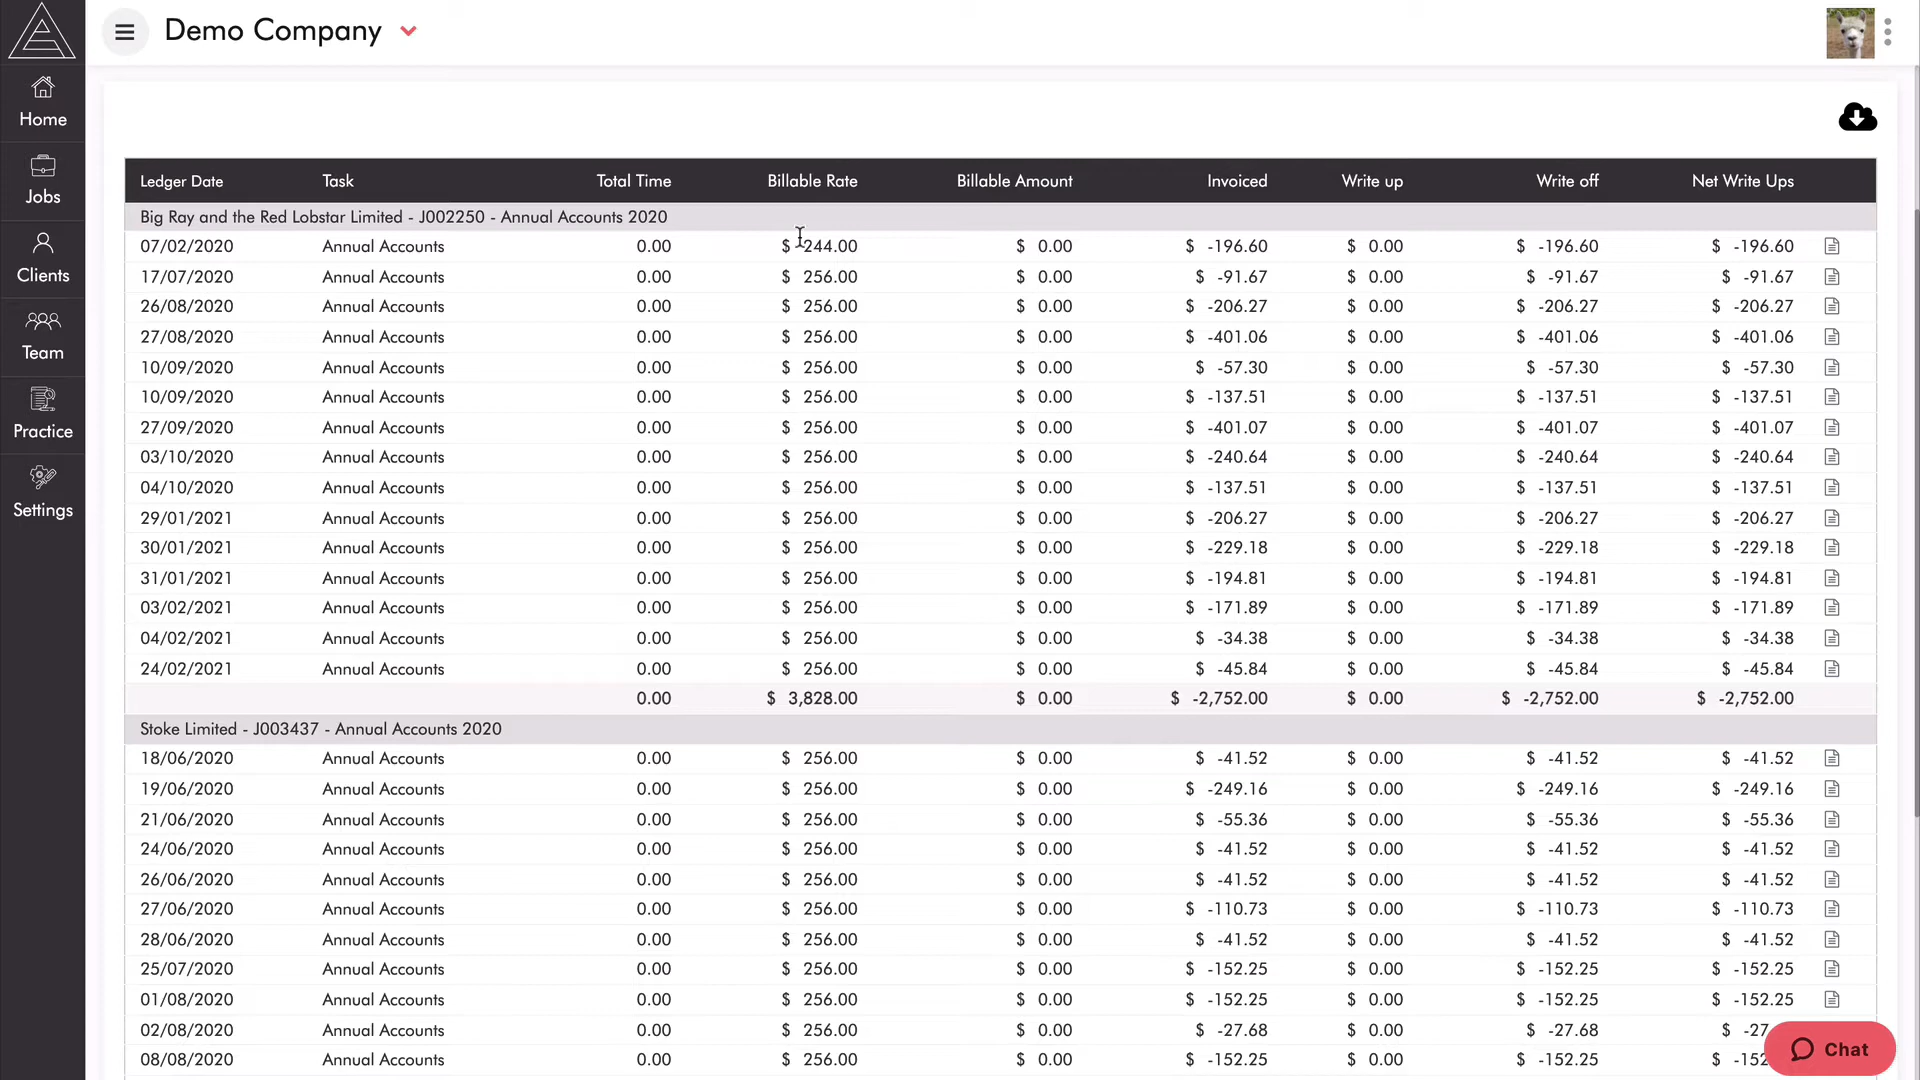 Demo Company
Home
Jobs
Clients
Team
Practice
Settings
Ledger Date Task Total Time Billable Rate Billable Amount Invoiced Write up Write off Net Write Ups
Big Ray and the Red Lobstar Limited - J002250 - Annual Accounts 2020
07/02/2020 Annual Accounts 0.00 $ 244.00 $ 0.00 $ -196.60 $ 0.00 $ -196.60 $ -196.60
17/07/2020 Annual Accounts 0.00 $ 256.00 $ 0.00 $ -91.67 $ 0.00 $ -91.67 $ -91.67
26/08/2020 Annual Accounts 0.00 $ 256.00 $ 0.00 $ -206.27 $ 0.00 $ -206.27 $ -206.27
27/08/2020 Annual Accounts 0.00 $ 256.00 $ 0.00 $ -401.06 $ 0.00 $ -401.06 $ -401.06
10/09/2020 Annual Accounts 0.00 $ 256.00 $ 0.00 $ -57.30 $ 0.00 $ -57.30 $ -57.30
10/09/2020 Annual Accounts 0.00 $ 256.00 $ 0.00 $ -137.51 $ 0.00 $ -137.51 $ -137.51
27/09/2020 Annual Accounts 0.00 $ 256.00 $ 0.00 $ -401.07 $ 0.00 $ -401.07 $ -401.07
03/10/2020 Annual Accounts 0.00 $ 256.00 $ 0.00 $ -240.64 $ 0.00 $ -240.64 $ -240.64
04/10/2020 Annual Accounts 0.00 $ 256.00 $ 0.00 $ -137.51 $ 0.00 $ -137.51 $ -137.51
29/01/2021 Annual Accounts 0.00 $ 256.00 $ 0.00 $ -206.27 $ 0.00 $ -206.27 $ -206.27
30/01/2021 Annual Accounts 0.00 $ 256.00 $ 0.00 $ -229.18 $ 0.00 $ -229.18 $ -229.18
31/01/2021 Annual Accounts 0.00 $ 256.00 $ 0.00 $ -194.81 $ 0.00 $ -194.81 $ -194.81
03/02/2021 Annual Accounts 0.00 $ 256.00 $ 0.00 $ -171.89 $ 0.00 $ -171.89 $ -171.89
04/02/2021 Annual Accounts 0.00 $ 256.00 $ 0.00 $ -34.38 $ 0.00 $ -34.38 $ -34.38
24/02/2021 Annual Accounts 0.00 $ 256.00 $ 0.00 $ -45.84 $ 0.00 $ -45.84 $ -45.84
0.00 $ 3,828.00 $ 0.00 $ -2,752.00 $ 0.00 $ -2,752.00 $ -2,752.00
Stoke Limited - J003437 - Annual Accounts 2020
18/06/2020 Annual Accounts 0.00 $ 256.00 $ 0.00 $ -41.52 $ 0.00 $ -41.52 $ -41.52
19/06/2020 Annual Accounts 0.00 $ 256.00 $ 0.00 $ -249.16 $ 0.00 $ -249.16 $ -249.16
21/06/2020 Annual Accounts 0.00 $ 256.00 $ 0.00 $ -55.36 $ 0.00 $ -55.36 $ -55.36
24/06/2020 Annual Accounts 0.00 $ 256.00 $ 0.00 $ -41.52 $ 0.00 $ -41.52 $ -41.52
26/06/2020 Annual Accounts 0.00 $ 256.00 $ 0.00 $ -41.52 $ 0.00 $ -41.52 $ -41.52
27/06/2020 Annual Accounts 0.00 $ 256.00 $ 0.00 $ -110.73 $ 0.00 $ -110.73 $ -110.73
28/06/2020 Annual Accounts 0.00 $ 256.00 $ 0.00 $ -41.52 $ 0.00 $ -41.52 $ -41.52
25/07/2020 Annual Accounts 0.00 $ 256.00 $ 0.00 $ -152.25 $ 0.00 $ -152.25 $ -152.25
01/08/2020 Annual Accounts 0.00 $ 256.00 $ 0.00 $ -152.25 $ 0.00 $ -152.25 $ -152.25
02/08/2020 Annual Accounts 0.00 $ 256.00 $ 0.00 $ -27.68 $ 0.00 $ -27.68 $ -27
08/08/2020 Annual Accounts 0.00 $ 256.00 $ 0.00 $ -152.25 $ 0.00 $ -152.25 $ -152
Chat